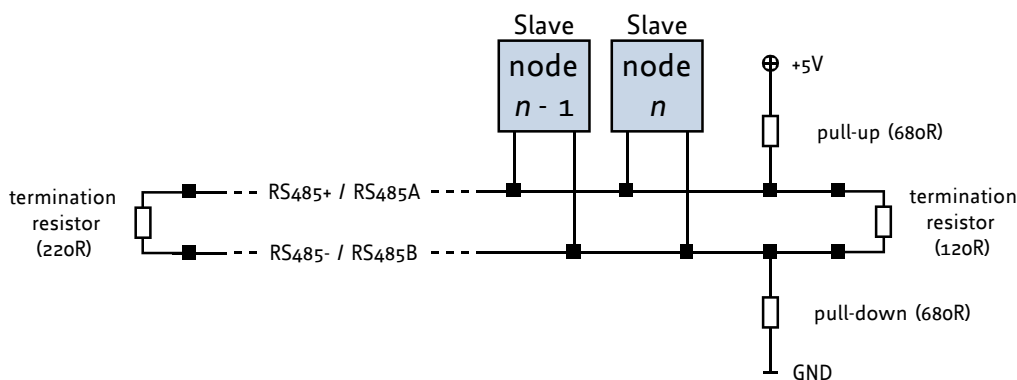 Slave
Slave
node
n - 1
node
n
+5V
pull-up (680R)
termination
resistor
(220R)
RS485+ / RS485A
termination
resistor
(120R)
RS485- / RS485B
pull-down (680R)
GND